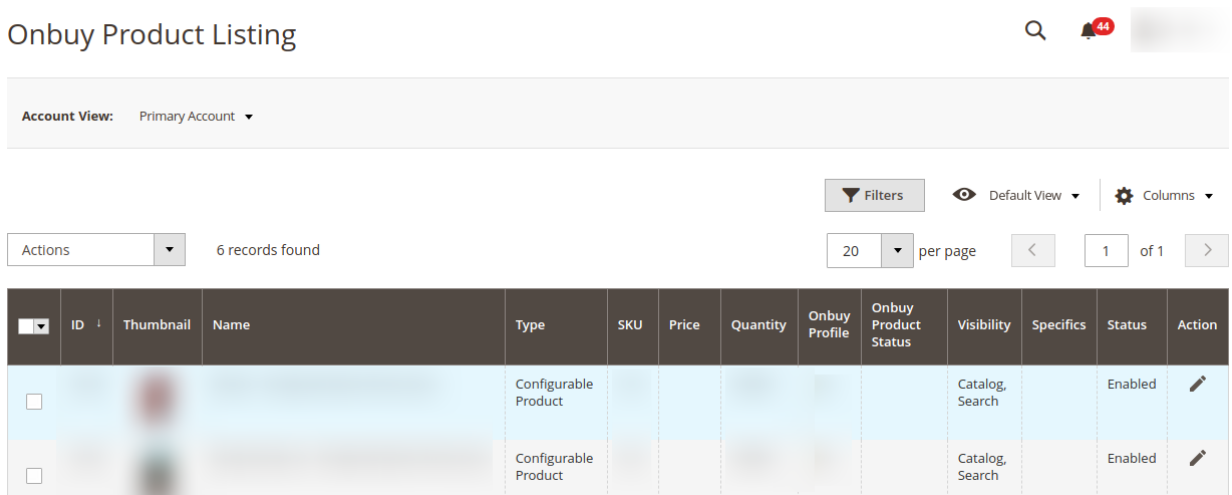 Onbuy Product Listing
44
Account View: Primary Account
Filters Default View Columns
Actions 6 records found 20 per page 1 of 1
ID ↓ Thumbnail Name Type SKU Price Quantity Onbuy Profile Onbuy Product Status Visibility Specifics Status Action
Configurable Product Catalog, Search Enabled
Configurable Product Catalog, Search Enabled